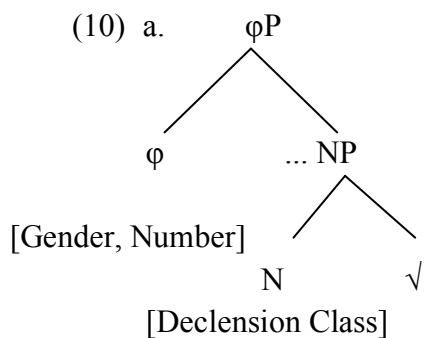 (10) a. φP
φ ... NP
[Gender, Number]
N √
[Declension Class]